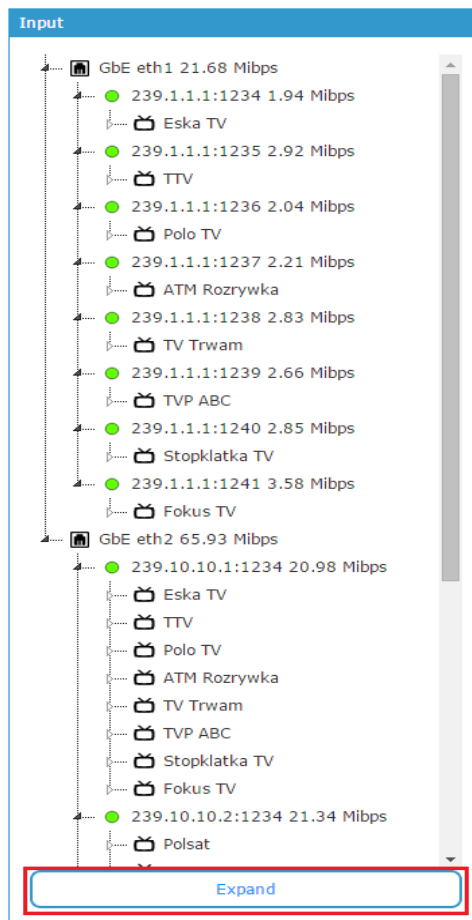 Input
GbE eth1 21.68 Mibps
239.1.1.1:1234 1.94 Mibps
Eska TV
239.1.1.1:1235 2.92 Mibps
TTV
239.1.1.1:1236 2.04 Mibps
Polo TV
239.1.1.1:1237 2.21 Mibps
ATM Rozrywka
239.1.1.1:1238 2.83 Mibps
TV Trwam
239.1.1.1:1239 2.66 Mibps
TVP ABC
239.1.1.1:1240 2.85 Mibps
Stopklatka TV
239.1.1.1:1241 3.58 Mibps
Fokus TV
GbE eth2 65.93 Mibps
239.10.10.1:1234 20.98 Mibps
Eska TV
TTV
Polo TV
ATM Rozrywka
TV Trwam
TVP ABC
Stopklatka TV
Fokus TV
239.10.10.2:1234 21.34 Mibps
Polsat
Expand